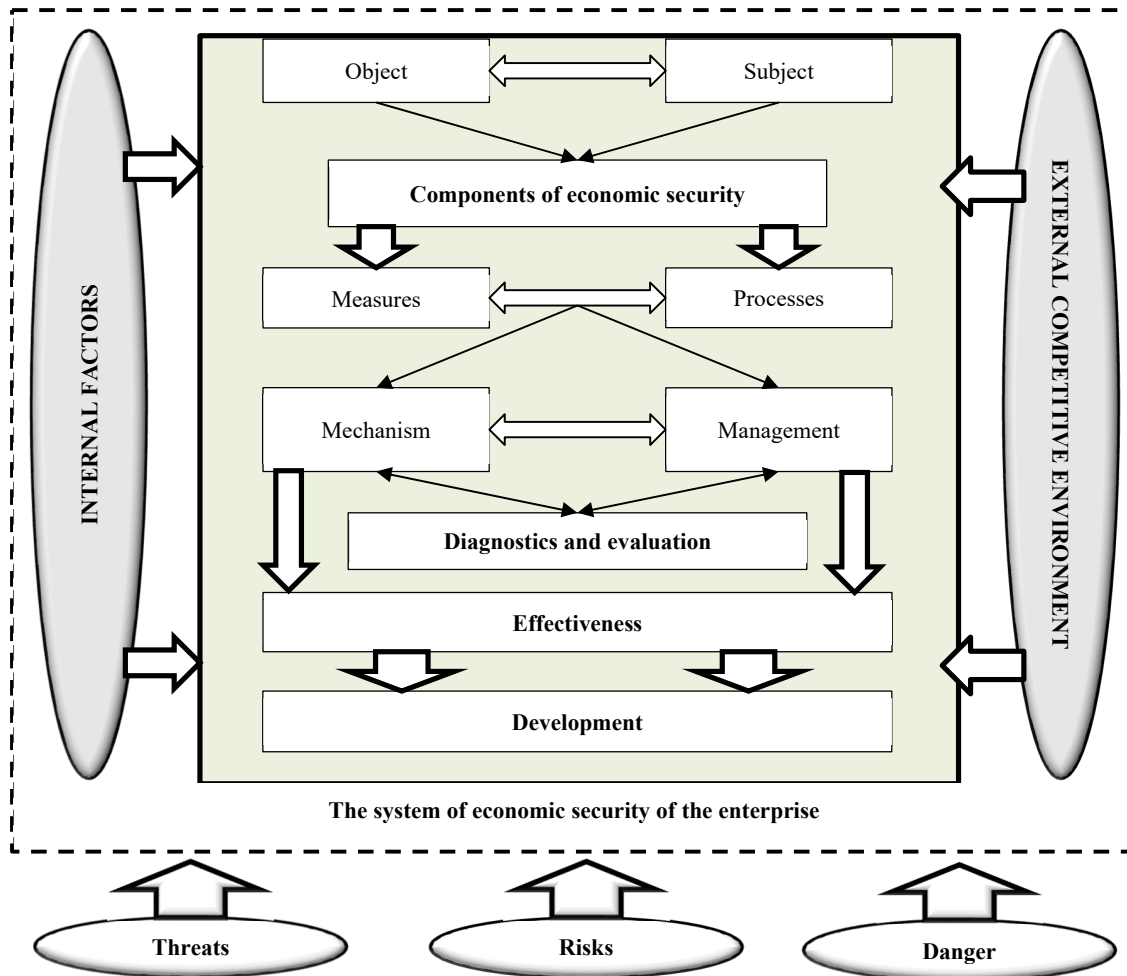 Object
Subject
Components of economic security
Measures
Processes
Mechanism
Management
Diagnostics and evaluation
Effectiveness
Development
INTERNAL FACTORS
EXTERNAL COMPETITIVE ENVIRONMENT
The system of economic security of the enterprise
Threats
Risks
Danger